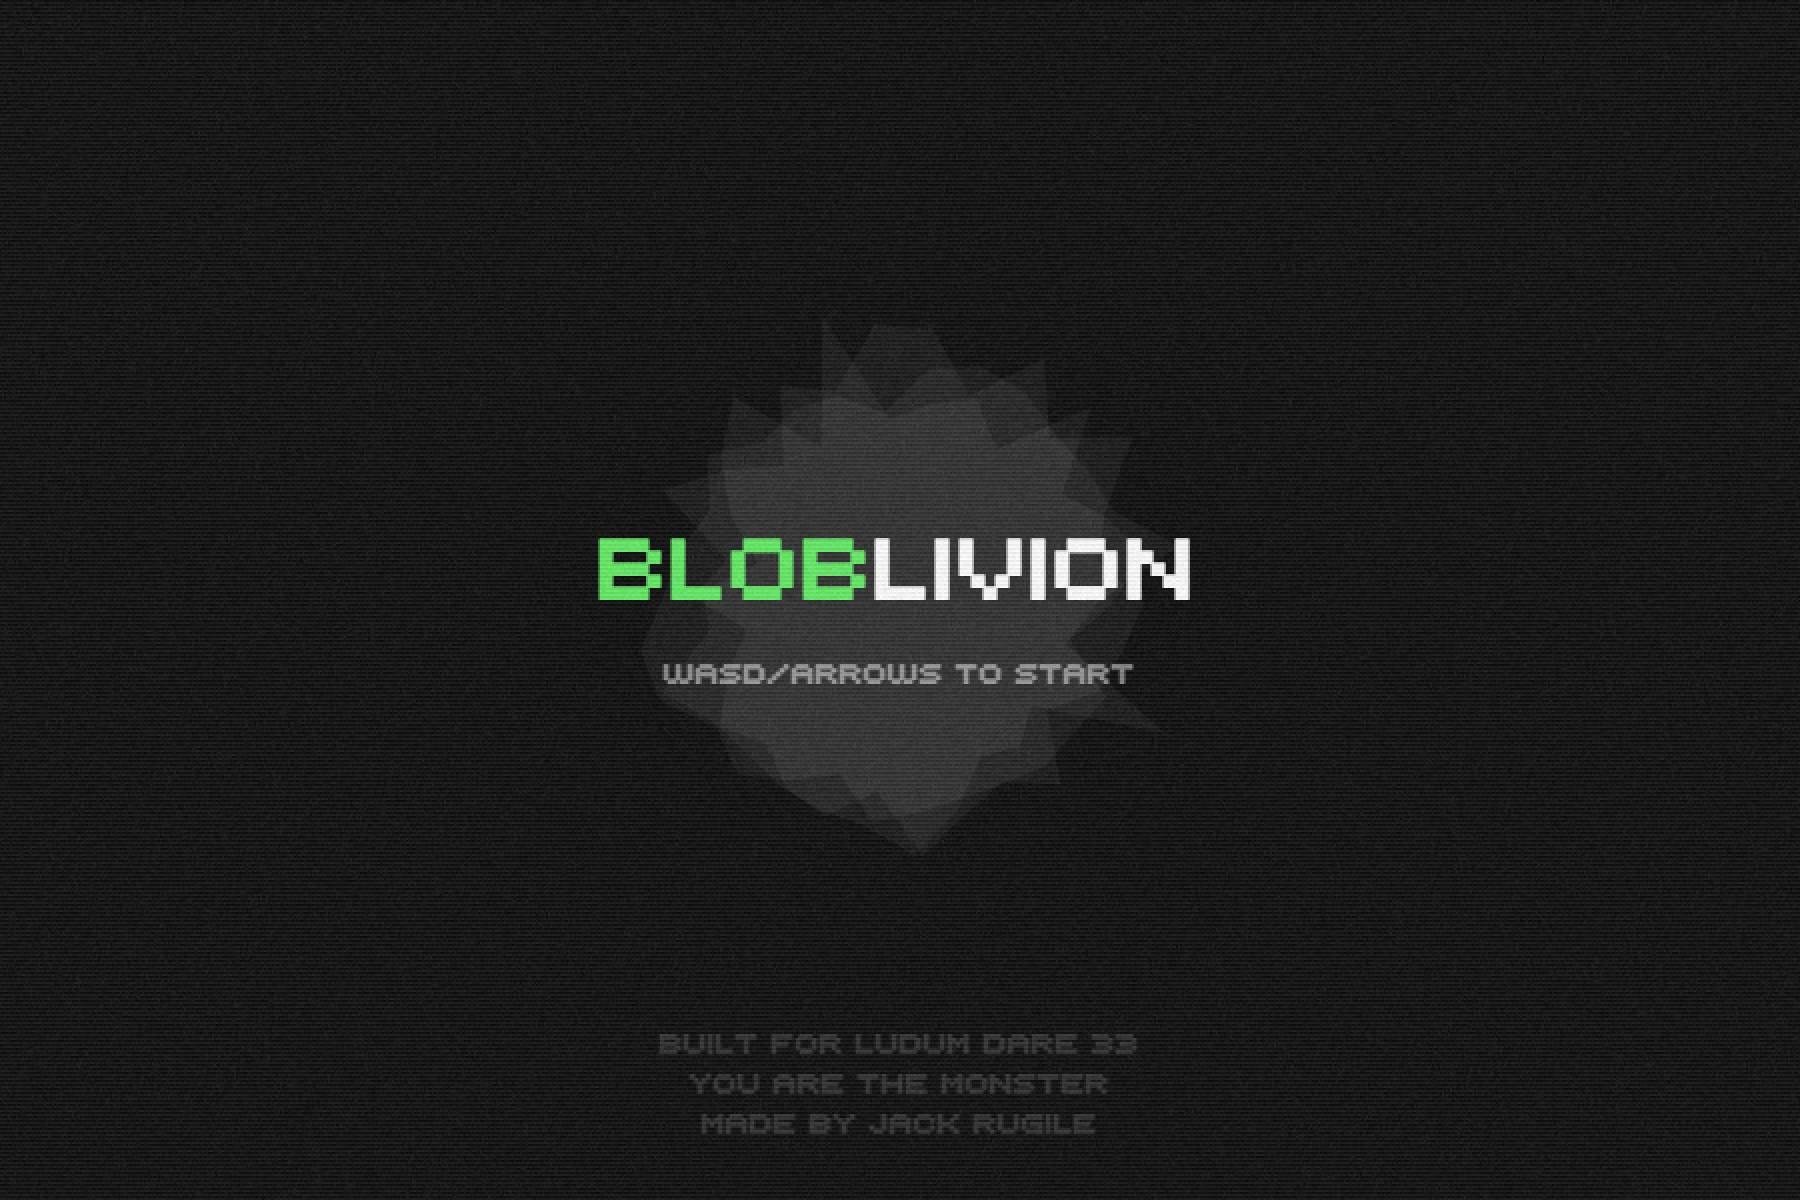 BLOBLIVION
WASD/ARROWS TO START
BUILT FOR LUDUM DARE 33
YOU ARE THE MONSTER
MADE BY JACK RUGILE